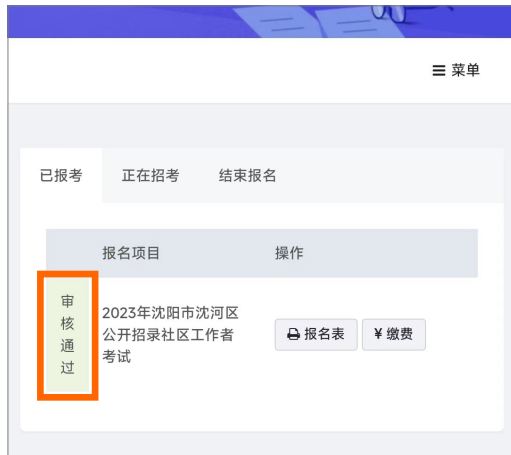 菜单
已报考 正在招考 结束报名
报名项目 操作
审核通过
2023年沈阳市沈河区
公开招录社区工作者
考试
报名表 ¥缴费